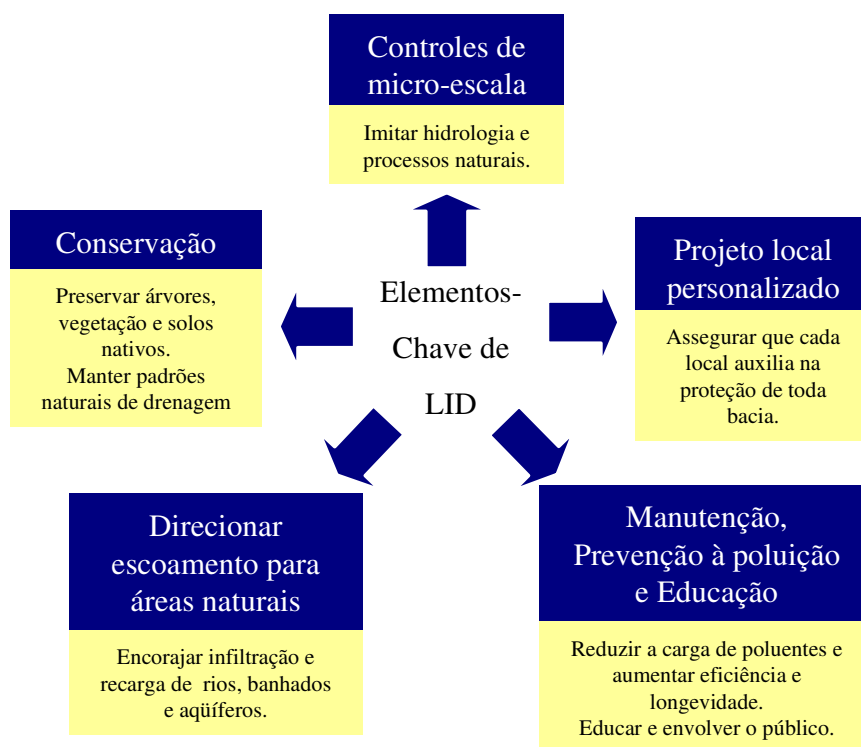 Controles de
micro-escala
Imitar hidrologia e
processos naturais.
Conservação
Preservar árvores,
vegetação e solos
nativos.
Manter padrões
naturais de drenagem
Elementos-
Chave de
LID
Projeto local
personalizado
Assegurar que cada
local auxilia na
proteção de toda
bacia.
Direcionar
escoamento para
áreas naturais
Encorajar infiltração e
recarga de rios, banhados
e aqüíferos.
Manutenção,
Prevenção à poluição
e Educação
Reduzir a carga de poluentes e
aumentar eficiência e
longevidade.
Educar e envolver o público.